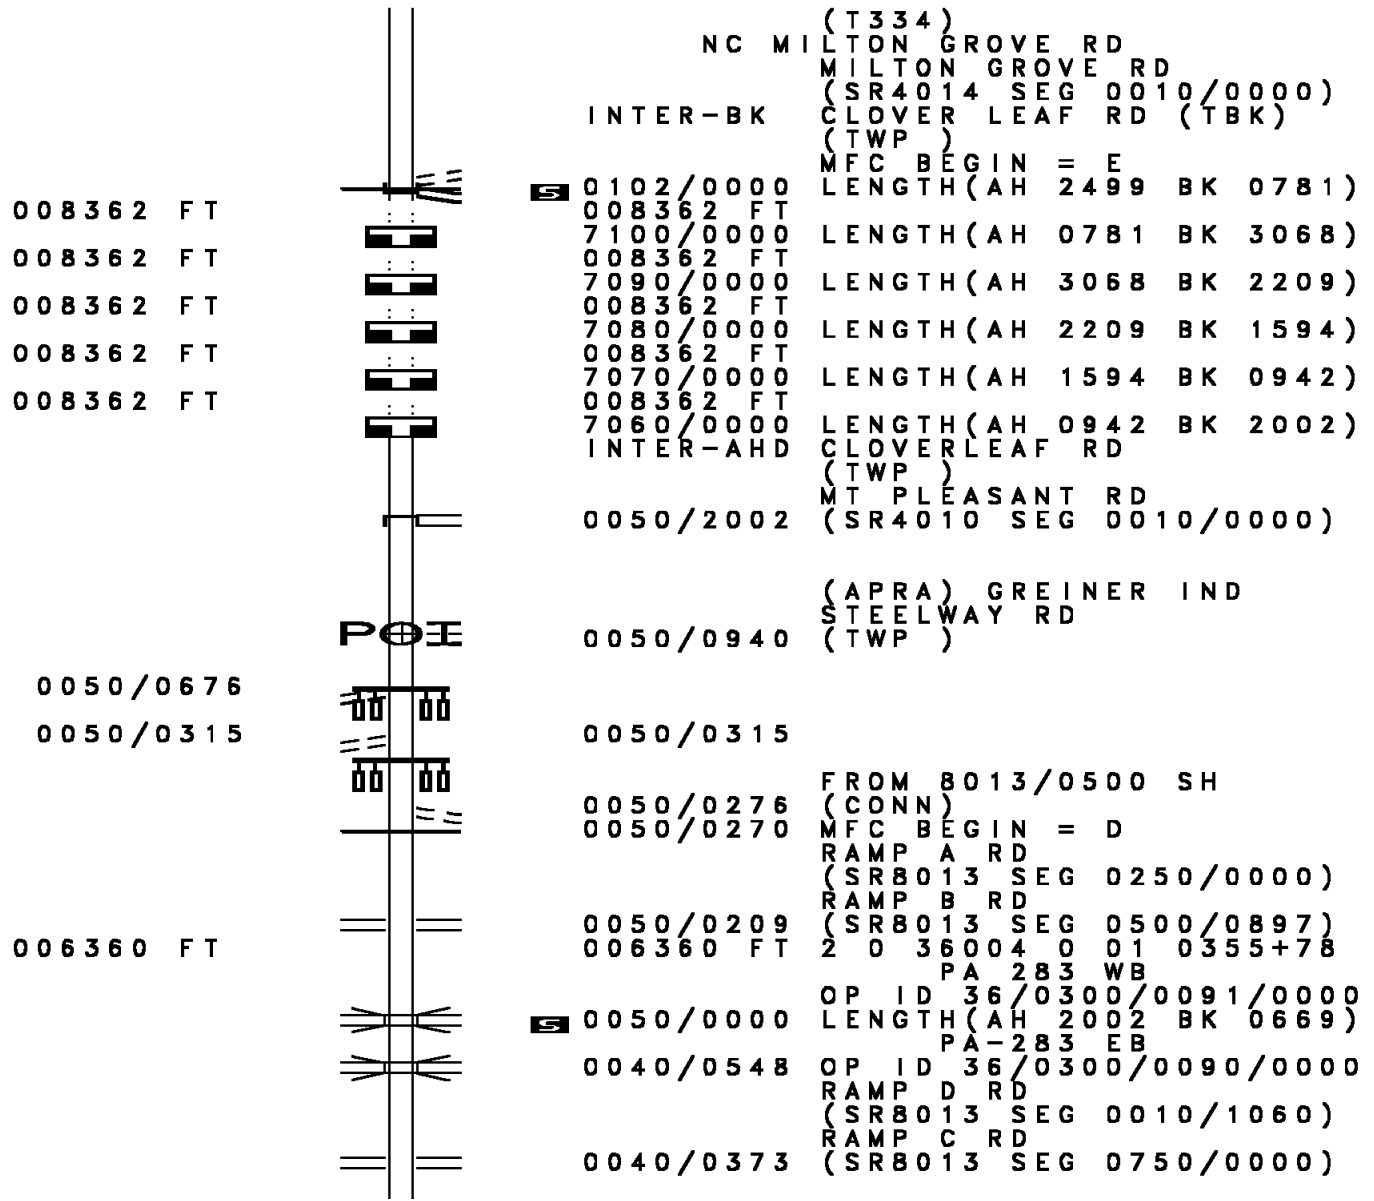 (T334)
NC MILTON GROVE RD
MILTON GROVE RD
(SR4014 SEG 0010/0000)
INTER-BK CLOVER LEAF RD (TBK)
(TWP )
MFC BEGIN = E
S 0102/0000 LENGTH(AH 2499 BK 0781)
008362 FT 008362 FT
7100/0000 LENGTH(AH 0781 BK 3068)
008362 FT 008362 FT
7090/0000 LENGTH(AH 3068 BK 2209)
008362 FT 008362 FT
7080/0000 LENGTH(AH 2209 BK 1594)
008362 FT 008362 FT
7070/0000 LENGTH(AH 1594 BK 0942)
008362 FT 008362 FT
7060/0000 LENGTH(AH 0942 BK 2002)
INTER-AHD CLOVERLEAF RD
(TWP )
MT PLEASANT RD
0050/2002 (SR4010 SEG 0010/0000)
(APRA) GREINER IND
STEELWAY RD
POI 0050/0940 (TWP )
0050/0676
0050/0315 0050/0315
FROM 8013/0500 SH
0050/0276 (CONN)
0050/0270 MFC BEGIN = D
RAMP A RD
(SR8013 SEG 0250/0000)
RAMP B RD
0050/0209 (SR8013 SEG 0500/0897)
006360 FT 006360 FT 2 0 36004 0 01 0355+78
PA 283 WB
OP ID 36/0300/0091/0000
S 0050/0000 LENGTH(AH 2002 BK 0669)
PA-283 EB
0040/0548 OP ID 36/0300/0090/0000
RAMP D RD
(SR8013 SEG 0010/1060)
RAMP C RD
0040/0373 (SR8013 SEG 0750/0000)